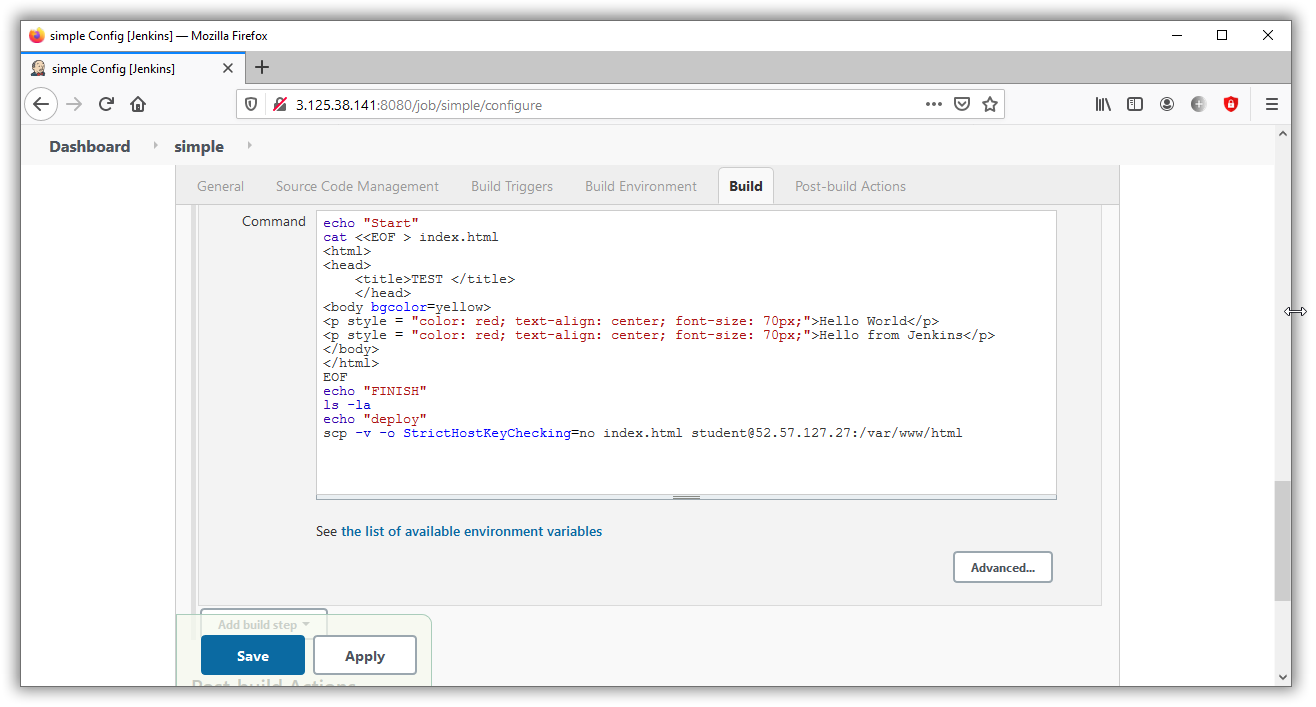 simple Config [Jenkins] — Mozilla Firefox
simple Config [Jenkins]
3.125.38.141:8080/job/simple/configure
Dashboard simple
General Source Code Management Build Triggers Build Environment Build Post-build Actions
Command
echo "Start"
cat <<EOF > index.html
<html>
<head>
    <title>TEST </title>
    </head>
<body bgcolor=yellow>
<p style = "color: red; text-align: center; font-size: 70px;">Hello World</p>
<p style = "color: red; text-align: center; font-size: 70px;">Hello from Jenkins</p>
</body>
</html>
EOF
echo "FINISH"
ls -la
echo "deploy"
scp -v -o StrictHostKeyChecking=no index.html student@52.57.127.27:/var/www/html
See the list of available environment variables
Advanced...
Add build step
Save Apply
Post-build Actions